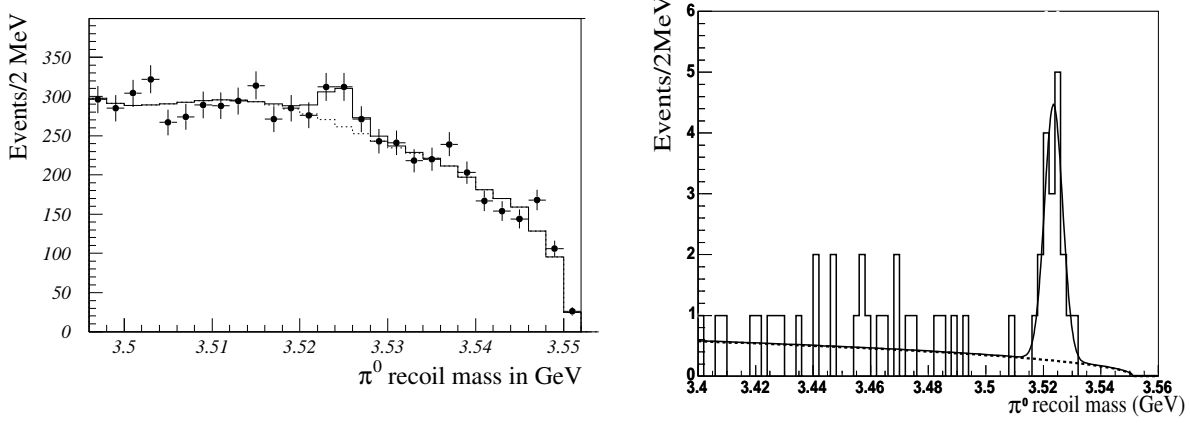 Events/2 MeV
350
300
250
200
150
100
50
0
3.5 3.51 3.52 3.53 3.54 3.55
π⁰ recoil mass in GeV
Events/2MeV
6
5
4
3
2
1
0
3.4 3.42 3.44 3.46 3.48 3.5 3.52 3.54 3.56
π⁰ recoil mass (GeV)